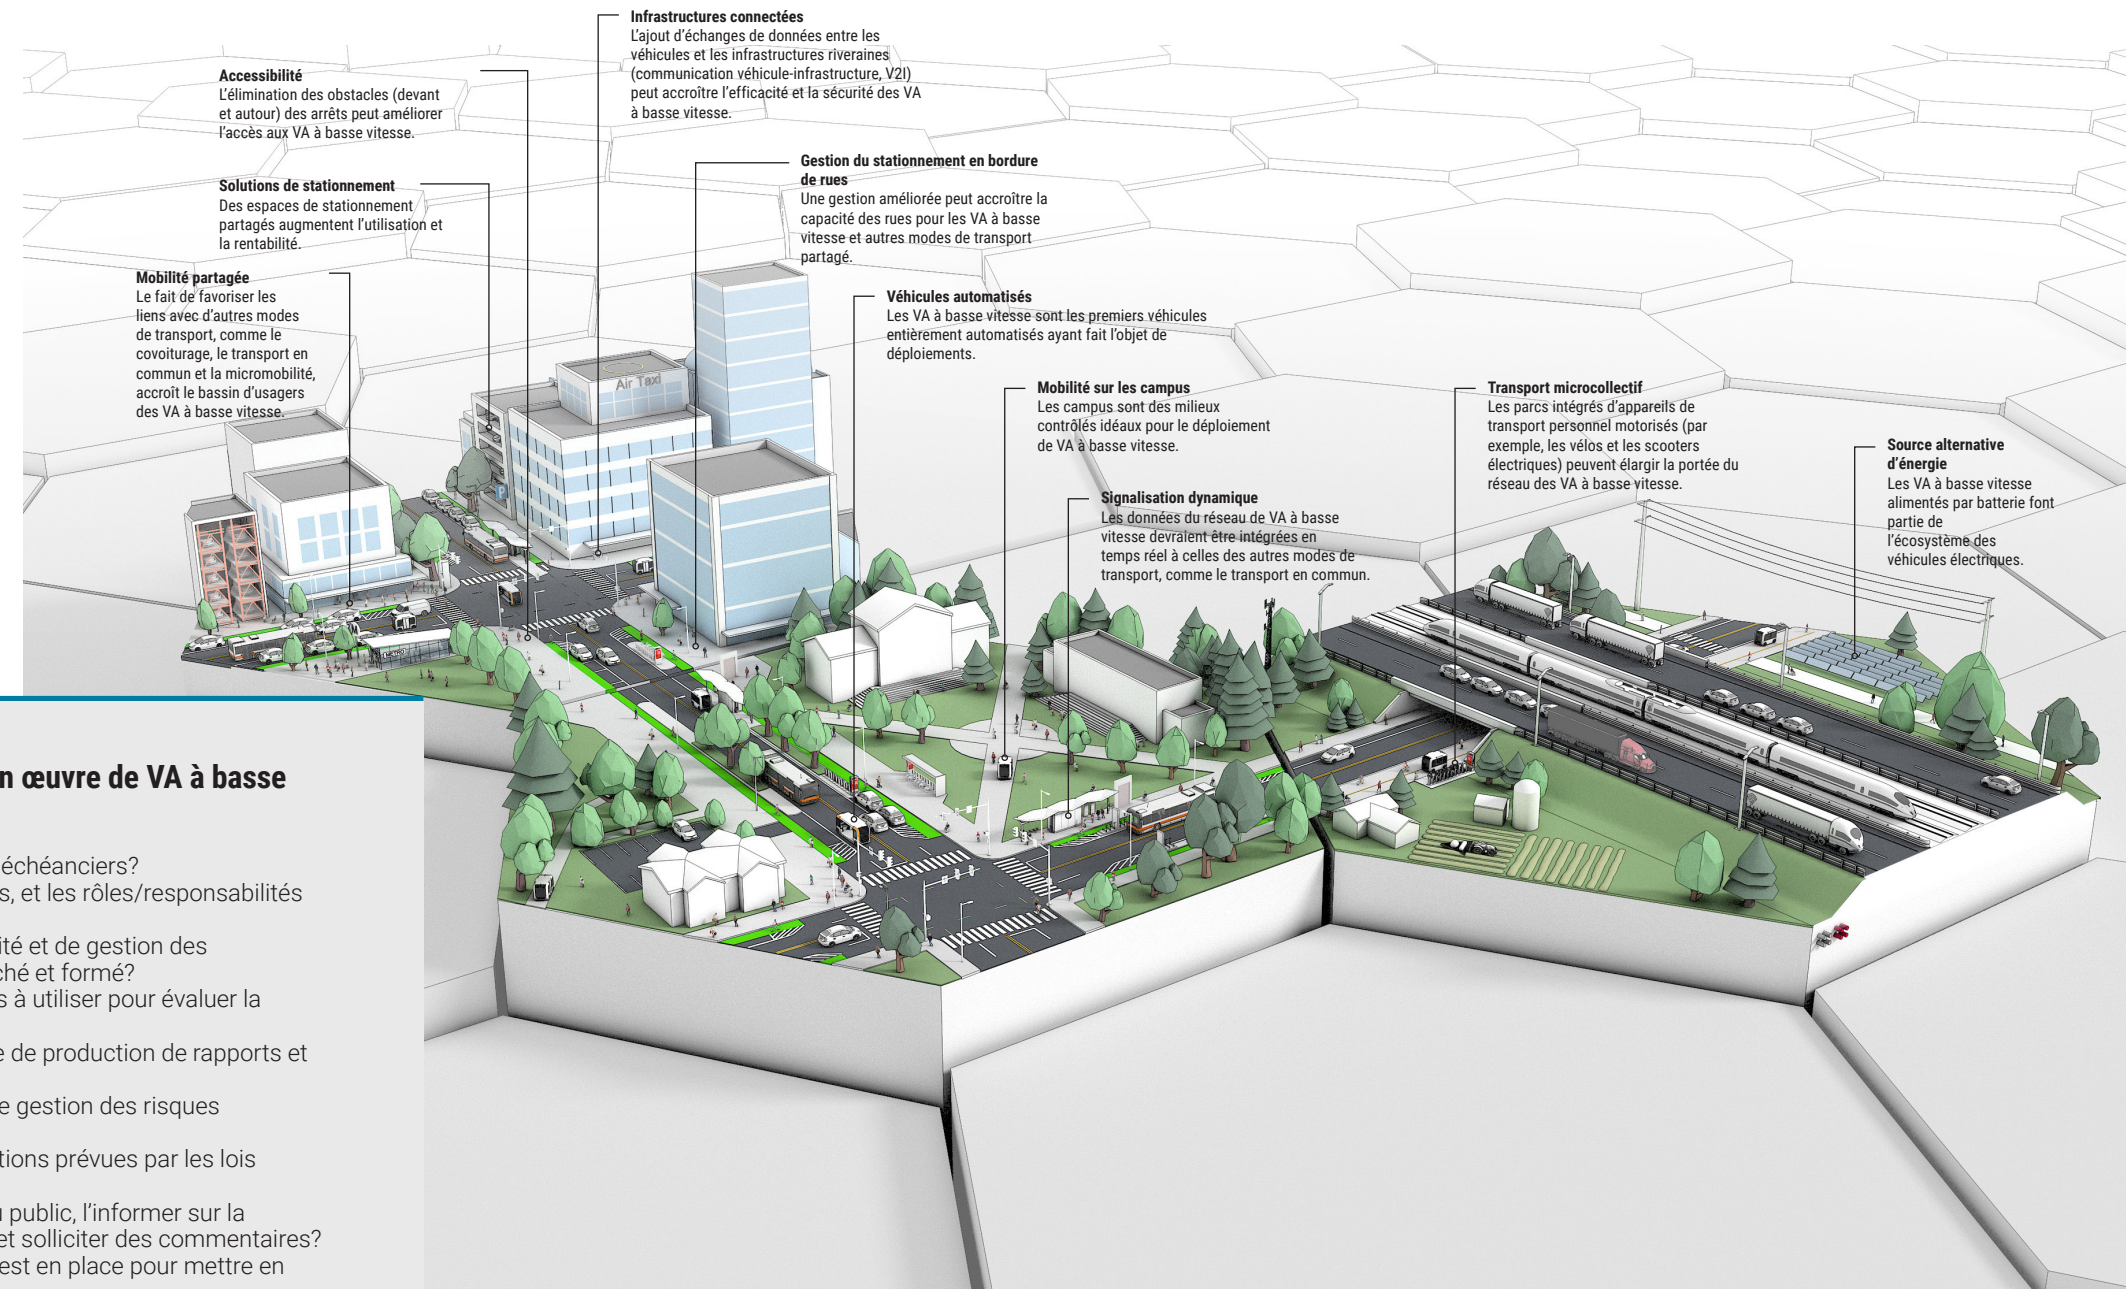 Infrastructures connectées
L'ajout d'échanges de données entre les
véhicules et les infrastructures riveraines
(communication véhicule-infrastructure, V2I)
peut accroître l'efficacité et la sécurité des VA
à basse vitesse.
Accessibilité
L'élimination des obstacles (devant
et autour) des arrêts peut améliorer
l'accès aux VA à basse vitesse.
Gestion du stationnement en bordure
de rues
Une gestion améliorée peut accroître la
capacité des rues pour les VA à basse
vitesse et autres modes de transport
partagé.
Solutions de stationnement
Des espaces de stationnement
partagés augmentent l'utilisation et
la rentabilité.
Mobilité partagée
Le fait de favoriser les
liens avec d'autres modes
de transport, comme le
covoiturage, le transport en
commun et la micromobilité,
accroît le bassin d'usagers
des VA à basse vitesse.
Véhicules automatisés
Les VA à basse vitesse sont les premiers véhicules
entièrement automatisés ayant fait l'objet de
déploiements.
Mobilité sur les campus
Les campus sont des milieux
contrôlés idéaux pour le déploiement
de VA à basse vitesse.
Transport microcollectif
Les parcs intégrés d'appareils de
transport personnel motorisés (par
exemple, les vélos et les scooters
électriques) peuvent élargir la portée du
réseau des VA à basse vitesse.
Source alternative
d'énergie
Les VA à basse vitesse
alimentés par batterie font
partie de
l'écosystème des
véhicules électriques.
Signalisation dynamique
Les données du réseau de VA à basse
vitesse devraient être intégrées en
temps réel à celles des autres modes de
transport, comme le transport en commun.
Air Taxi
P
METRO
n œuvre de VA à basse
échéanciers?
s, et les rôles/responsabilités
ité et de gestion des
ché et formé?
s à utiliser pour évaluer la
e de production de rapports et
e gestion des risques
tions prévues par les lois
u public, l'informer sur la
et solliciter des commentaires?
est en place pour mettre en